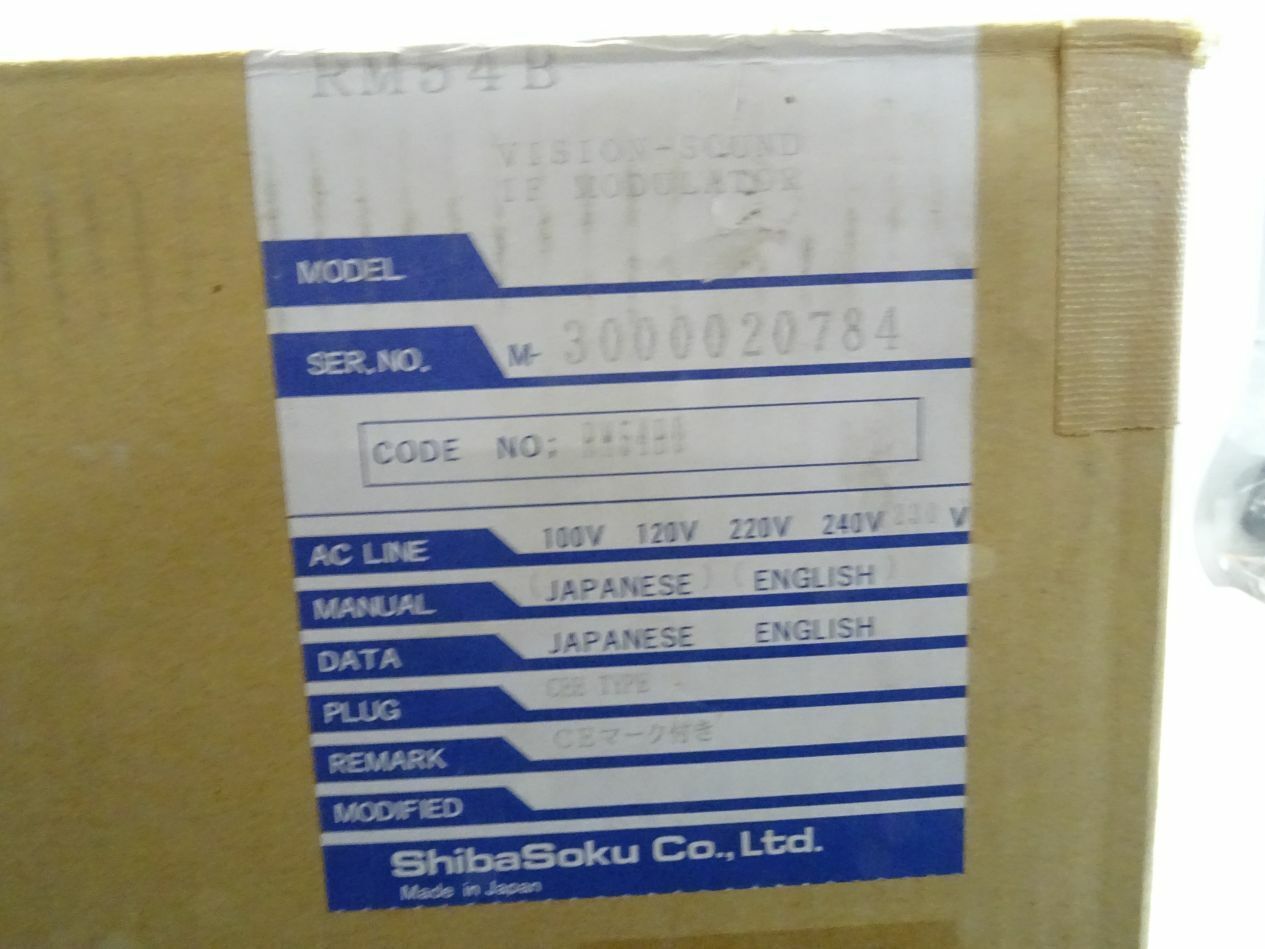 RM54B
VISION-SOUND
IF MODULATOR
MODEL
SER.NO. M- 3000020784
CODE NO:
AC LINE 100V 120V 220V 240V 230 V
MANUAL (JAPANESE) (ENGLISH)
DATA JAPANESE ENGLISH
PLUG CEE TYPE -
REMARK CEマーク付き
MODIFIED
ShibaSoku Co., Ltd.
Made in Japan